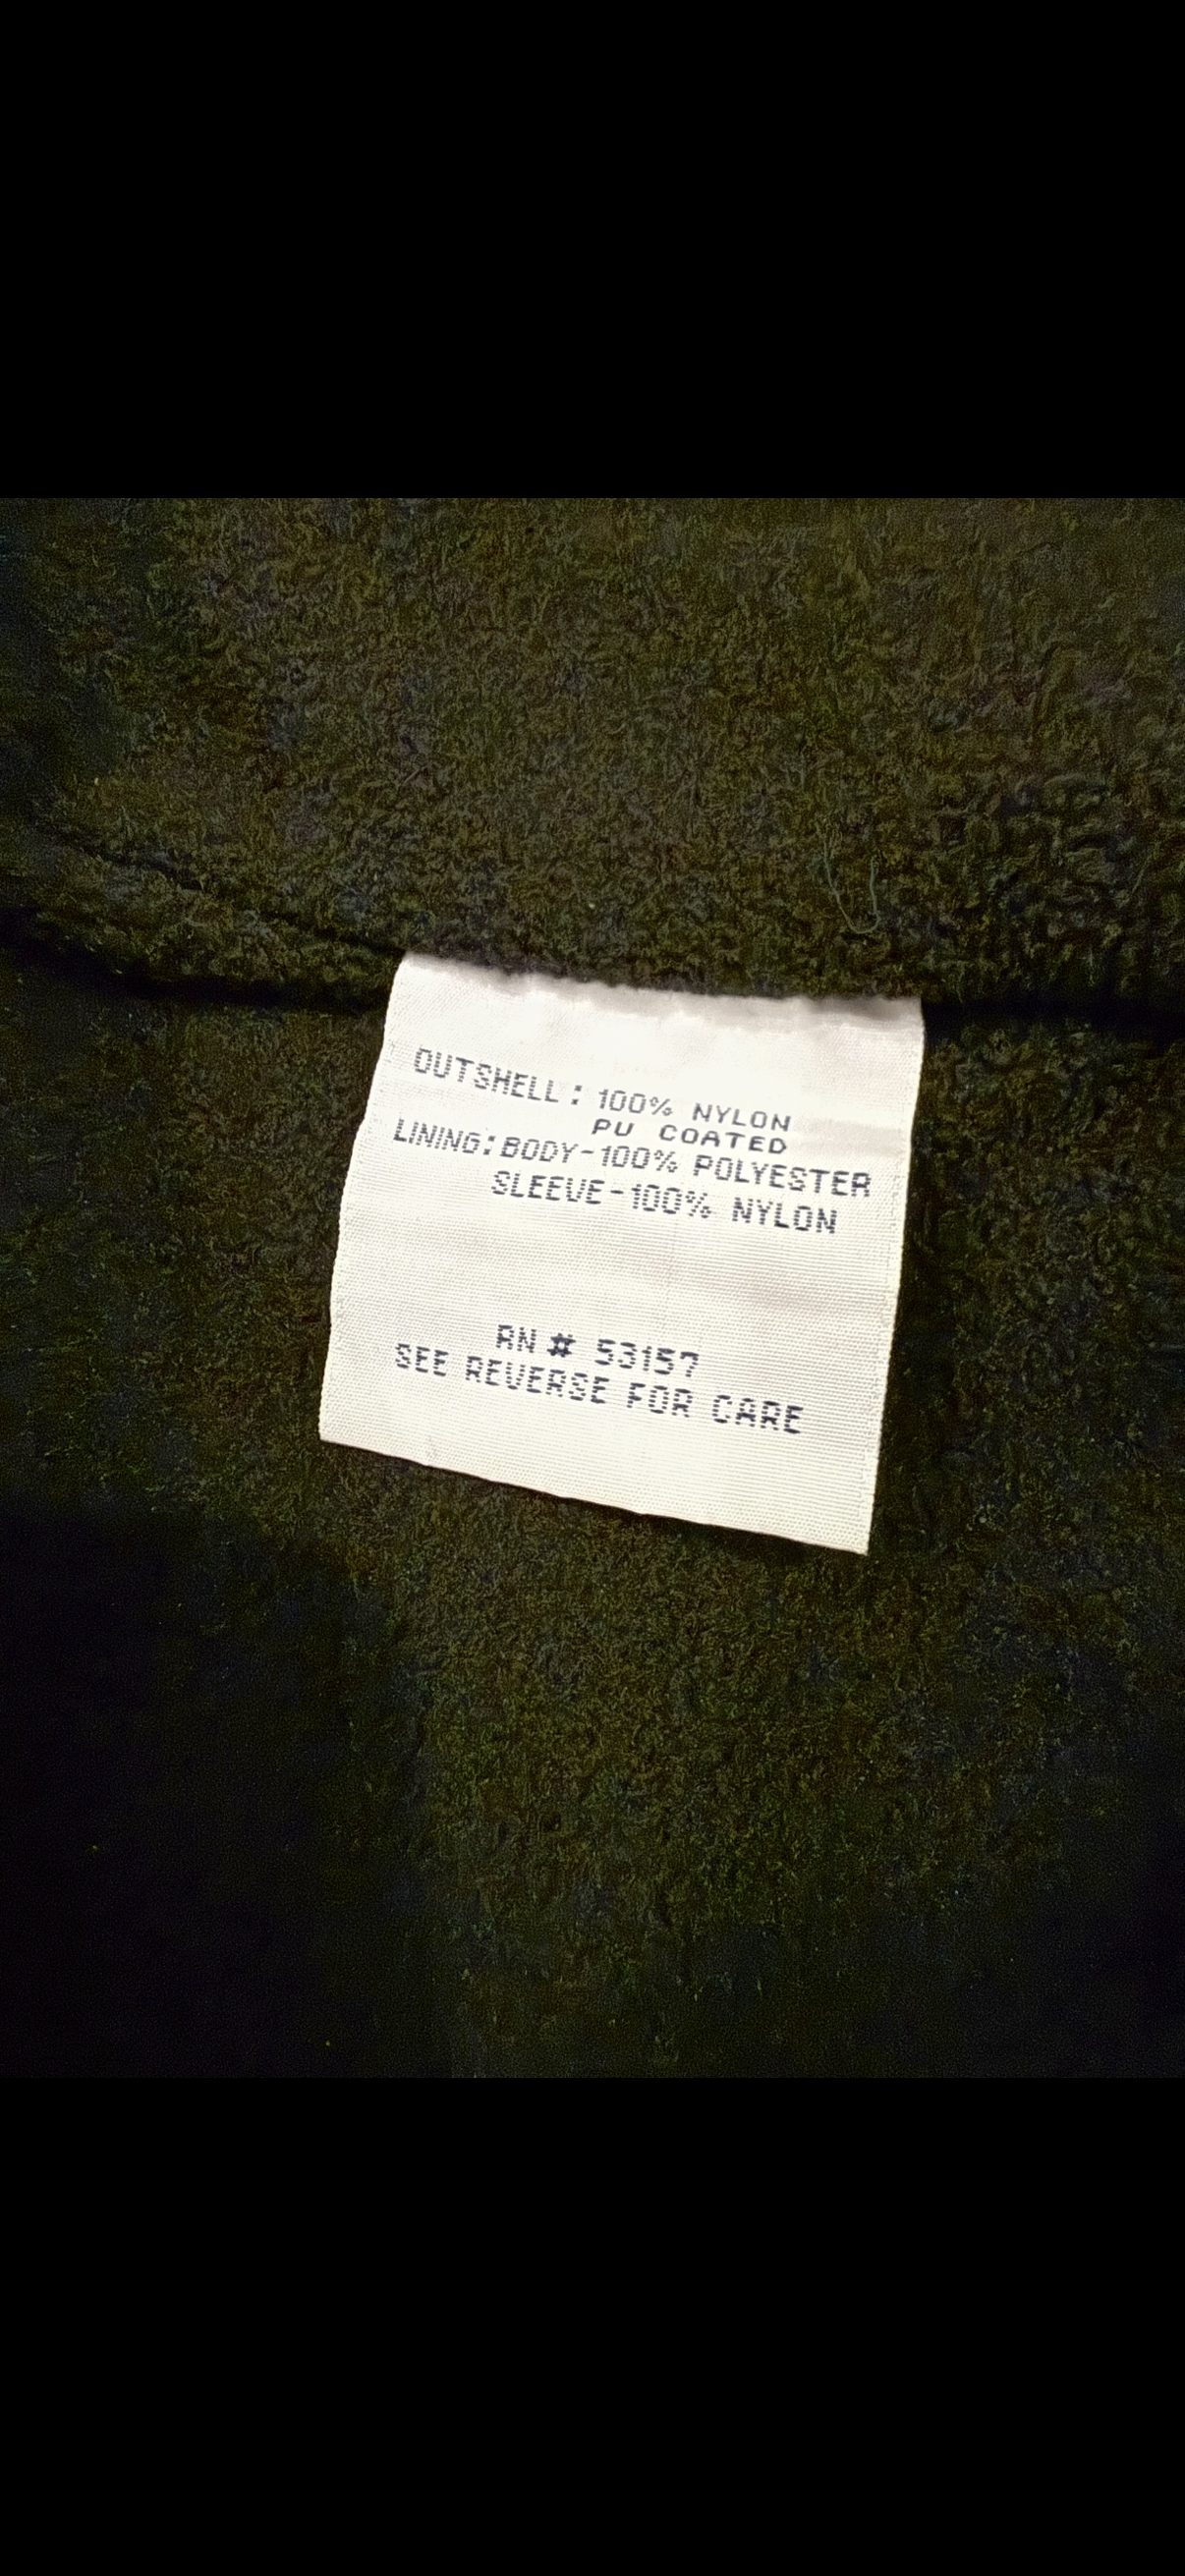 OUTSHELL: 100% NYLON
PU COATED
LINING: BODY-100% POLYESTER
SLEEVE-100% NYLON
RN # 53157
SEE REVERSE FOR CARE